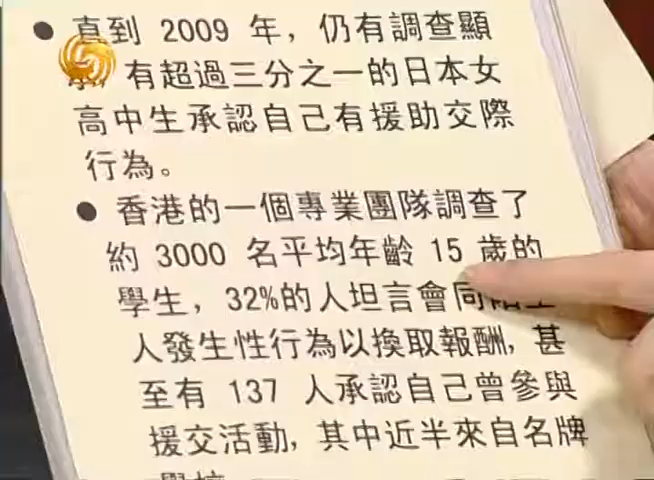 直到 2009 年，仍有調查顯
有超過三分之一的日本女
高中生承認自己有援助交際
行為。
香港的一個專業團隊調查了
約 3000 名平均年齡 15 歲的
學生，32%的人坦言會同
人發生性行為以換取報酬，甚
至有 137 人承認自己曾參與
援交活動，其中近半來自名牌